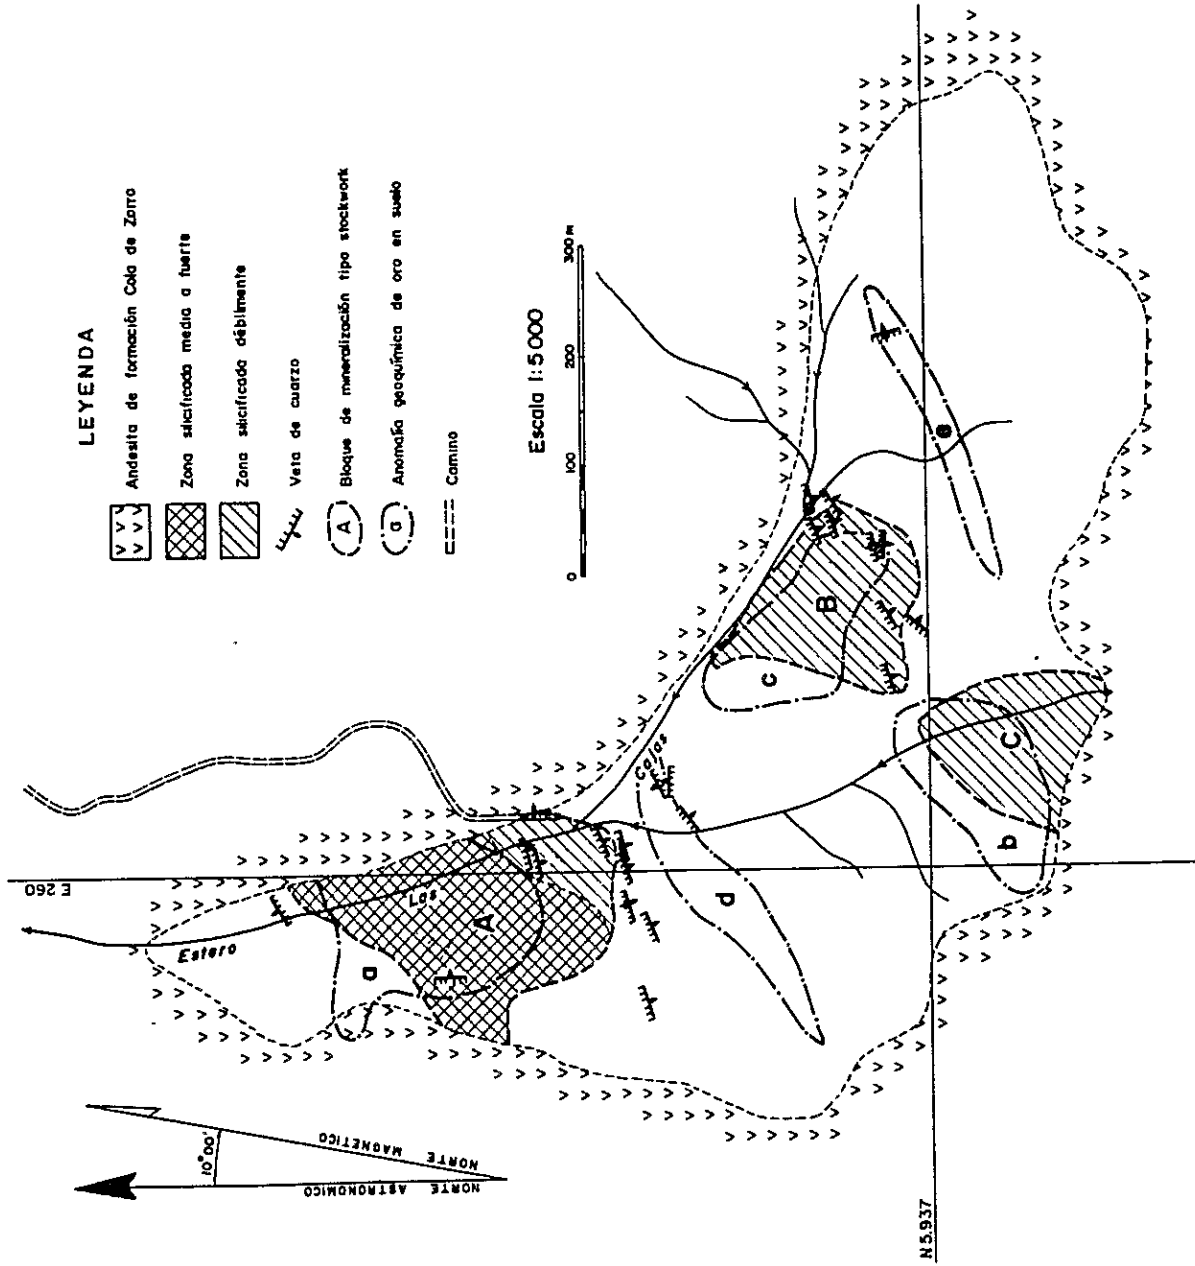 LEYENDA
Andesita de formación Cola de Zorro
Zona silicificada media a fuerte
Zona silicificada débilmente
Veta de cuarzo
A
Bloque de mineralización tipo stockwork
a
Anomalía geoquímica de oro en suelo
Camino
Escala 1:5000
0 100 200 300 m
E 260
Estero
Las
Colas
a
A
d
c
B
e
b
C
N 5.937
10°00'
NORTE MAGNETICO
NORTE ASTRONOMICO